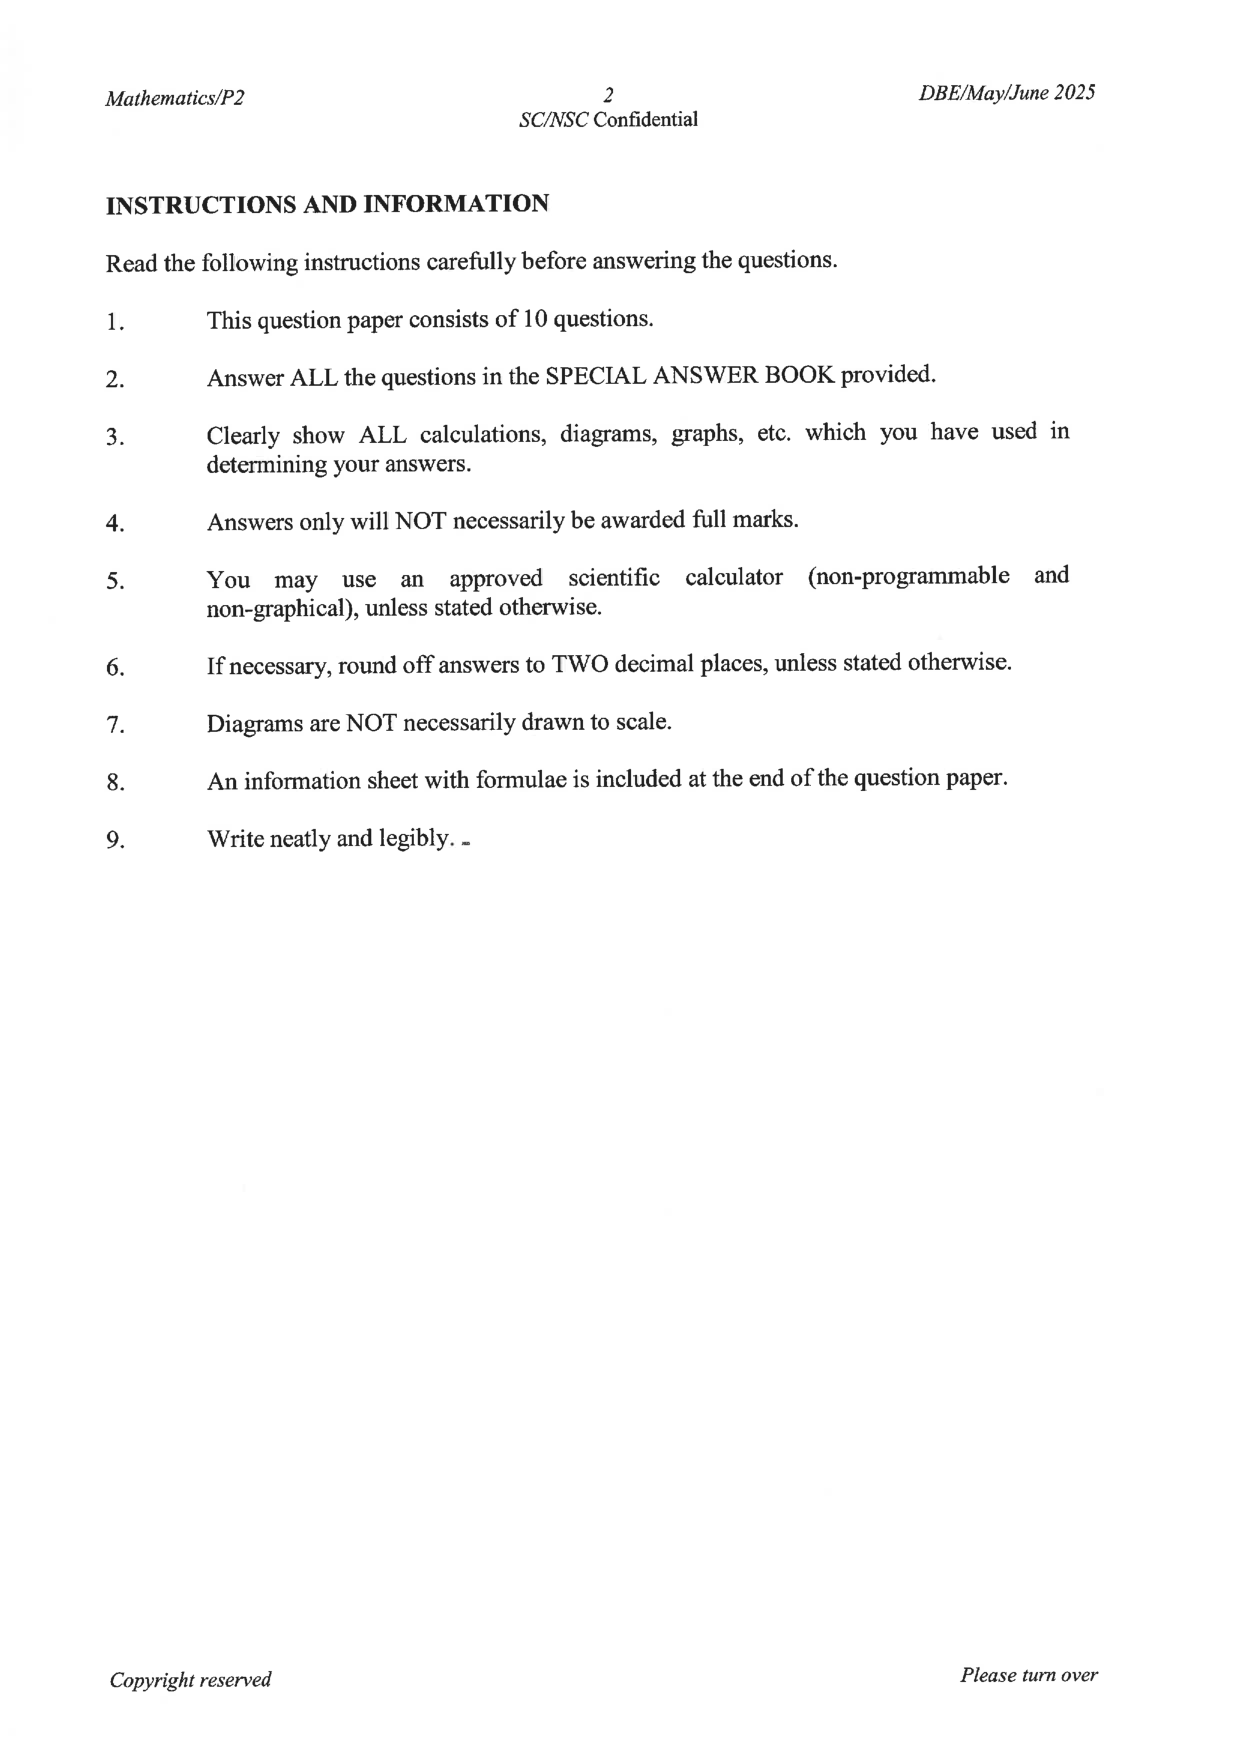 Mathematics/P2
2
DBE/May/June 2025
SC/NSC Confidential
INSTRUCTIONS AND INFORMATION
Read the following instructions carefully before answering the questions.
1. This question paper consists of 10 questions.
2. Answer ALL the questions in the SPECIAL ANSWER BOOK provided.
3. Clearly show ALL calculations, diagrams, graphs, etc. which you have used in
determining your answers.
4. Answers only will NOT necessarily be awarded full marks.
5. You may use an approved scientific calculator (non-programmable and
non-graphical), unless stated otherwise.
6. If necessary, round off answers to TWO decimal places, unless stated otherwise.
7. Diagrams are NOT necessarily drawn to scale.
8. An information sheet with formulae is included at the end of the question paper.
9. Write neatly and legibly.
Copyright reserved
Please turn over